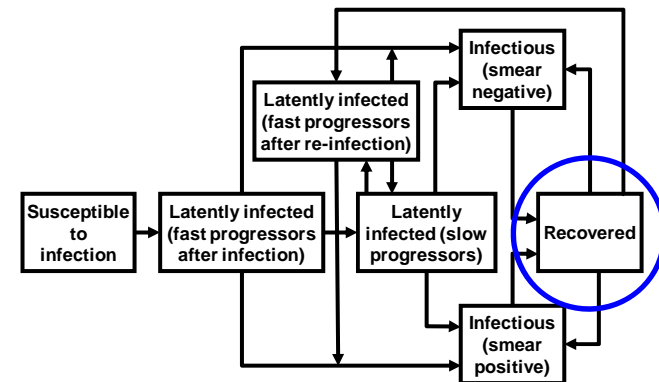 Infectious
(smear
negative)
Latently infected
(fast progressors
after re-infection)
Susceptible
to
infection
Latently infected
(fast progressors
after infection)
Latently
infected (slow
progressors)
Recovered
Infectious
(smear
positive)